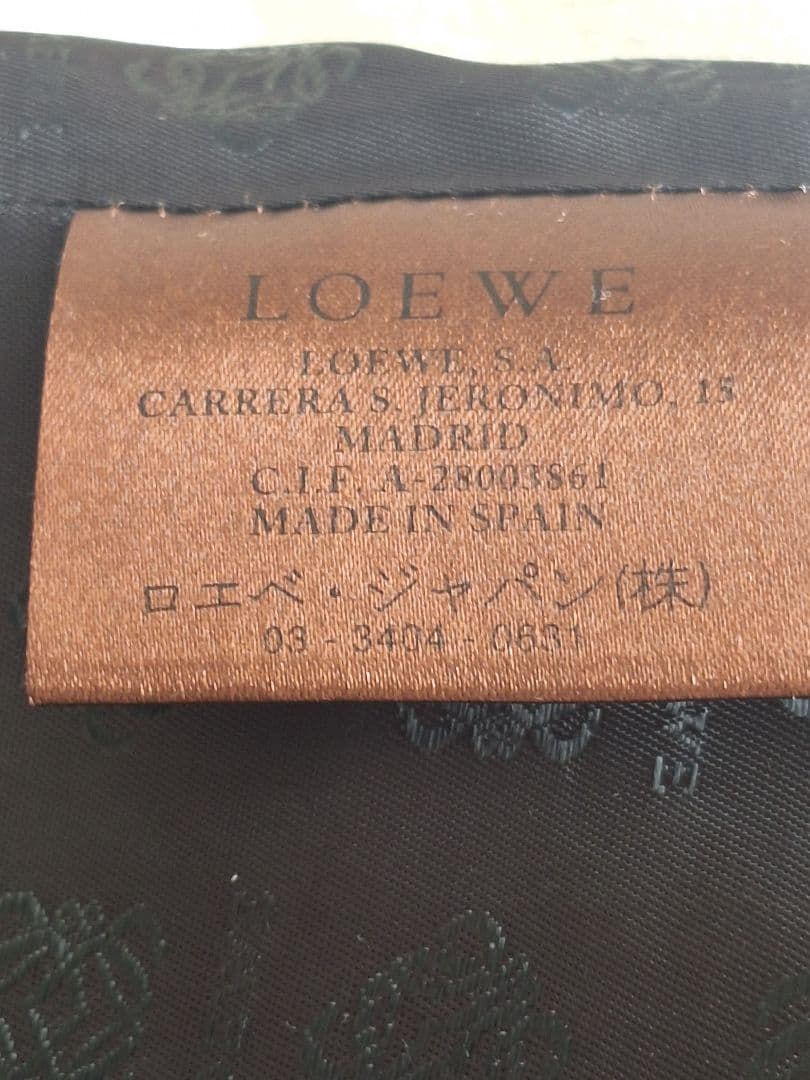 LOEWE
LOEWE, S.A.
CARRERA S. JERONIMO, 15
MADRID
C.I.F. A-28003861
MADE IN SPAIN
ロエベ・ジャパン(株)
03-3404-0631